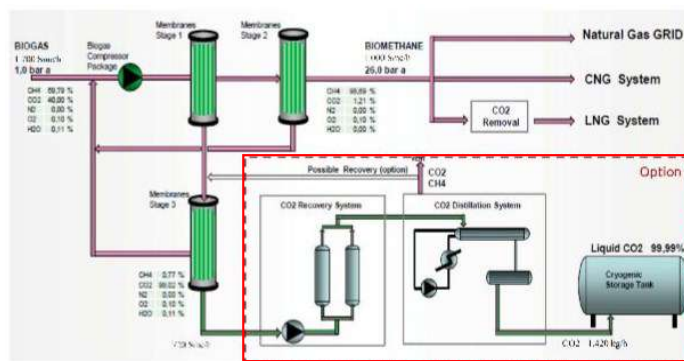 Membranes
Stage 1
Membranes
Stage 2
BIOGAS
1.700 Sm³/h
1,0 bar a
Biogas
Compressor
Package
BIOMETHANE
1.000 Sm³/h
26,0 bar a
Natural Gas GRID
CNG System
CO2
Removal
LNG System
CH4
CO2 40,00 %
N2 0,00 %
O2 0,10 %
H2O 0,11 %
CH4 98,69 %
CO2 1,21 %
N2 0,00 %
O2 0,10 %
H2O 0,00 %
Membranes
Stage 3
Possible Recovery (option)
CO2
CH4
Option
CO2 Recovery System
CO2 Distillation System
Liquid CO2 99,99%
Cryogenic
Storage Tank
CH4 0,77 %
CO2 99,02 %
N2 0,00 %
O2 0,10 %
H2O 0,11 %
CO2 1,420 kg/h